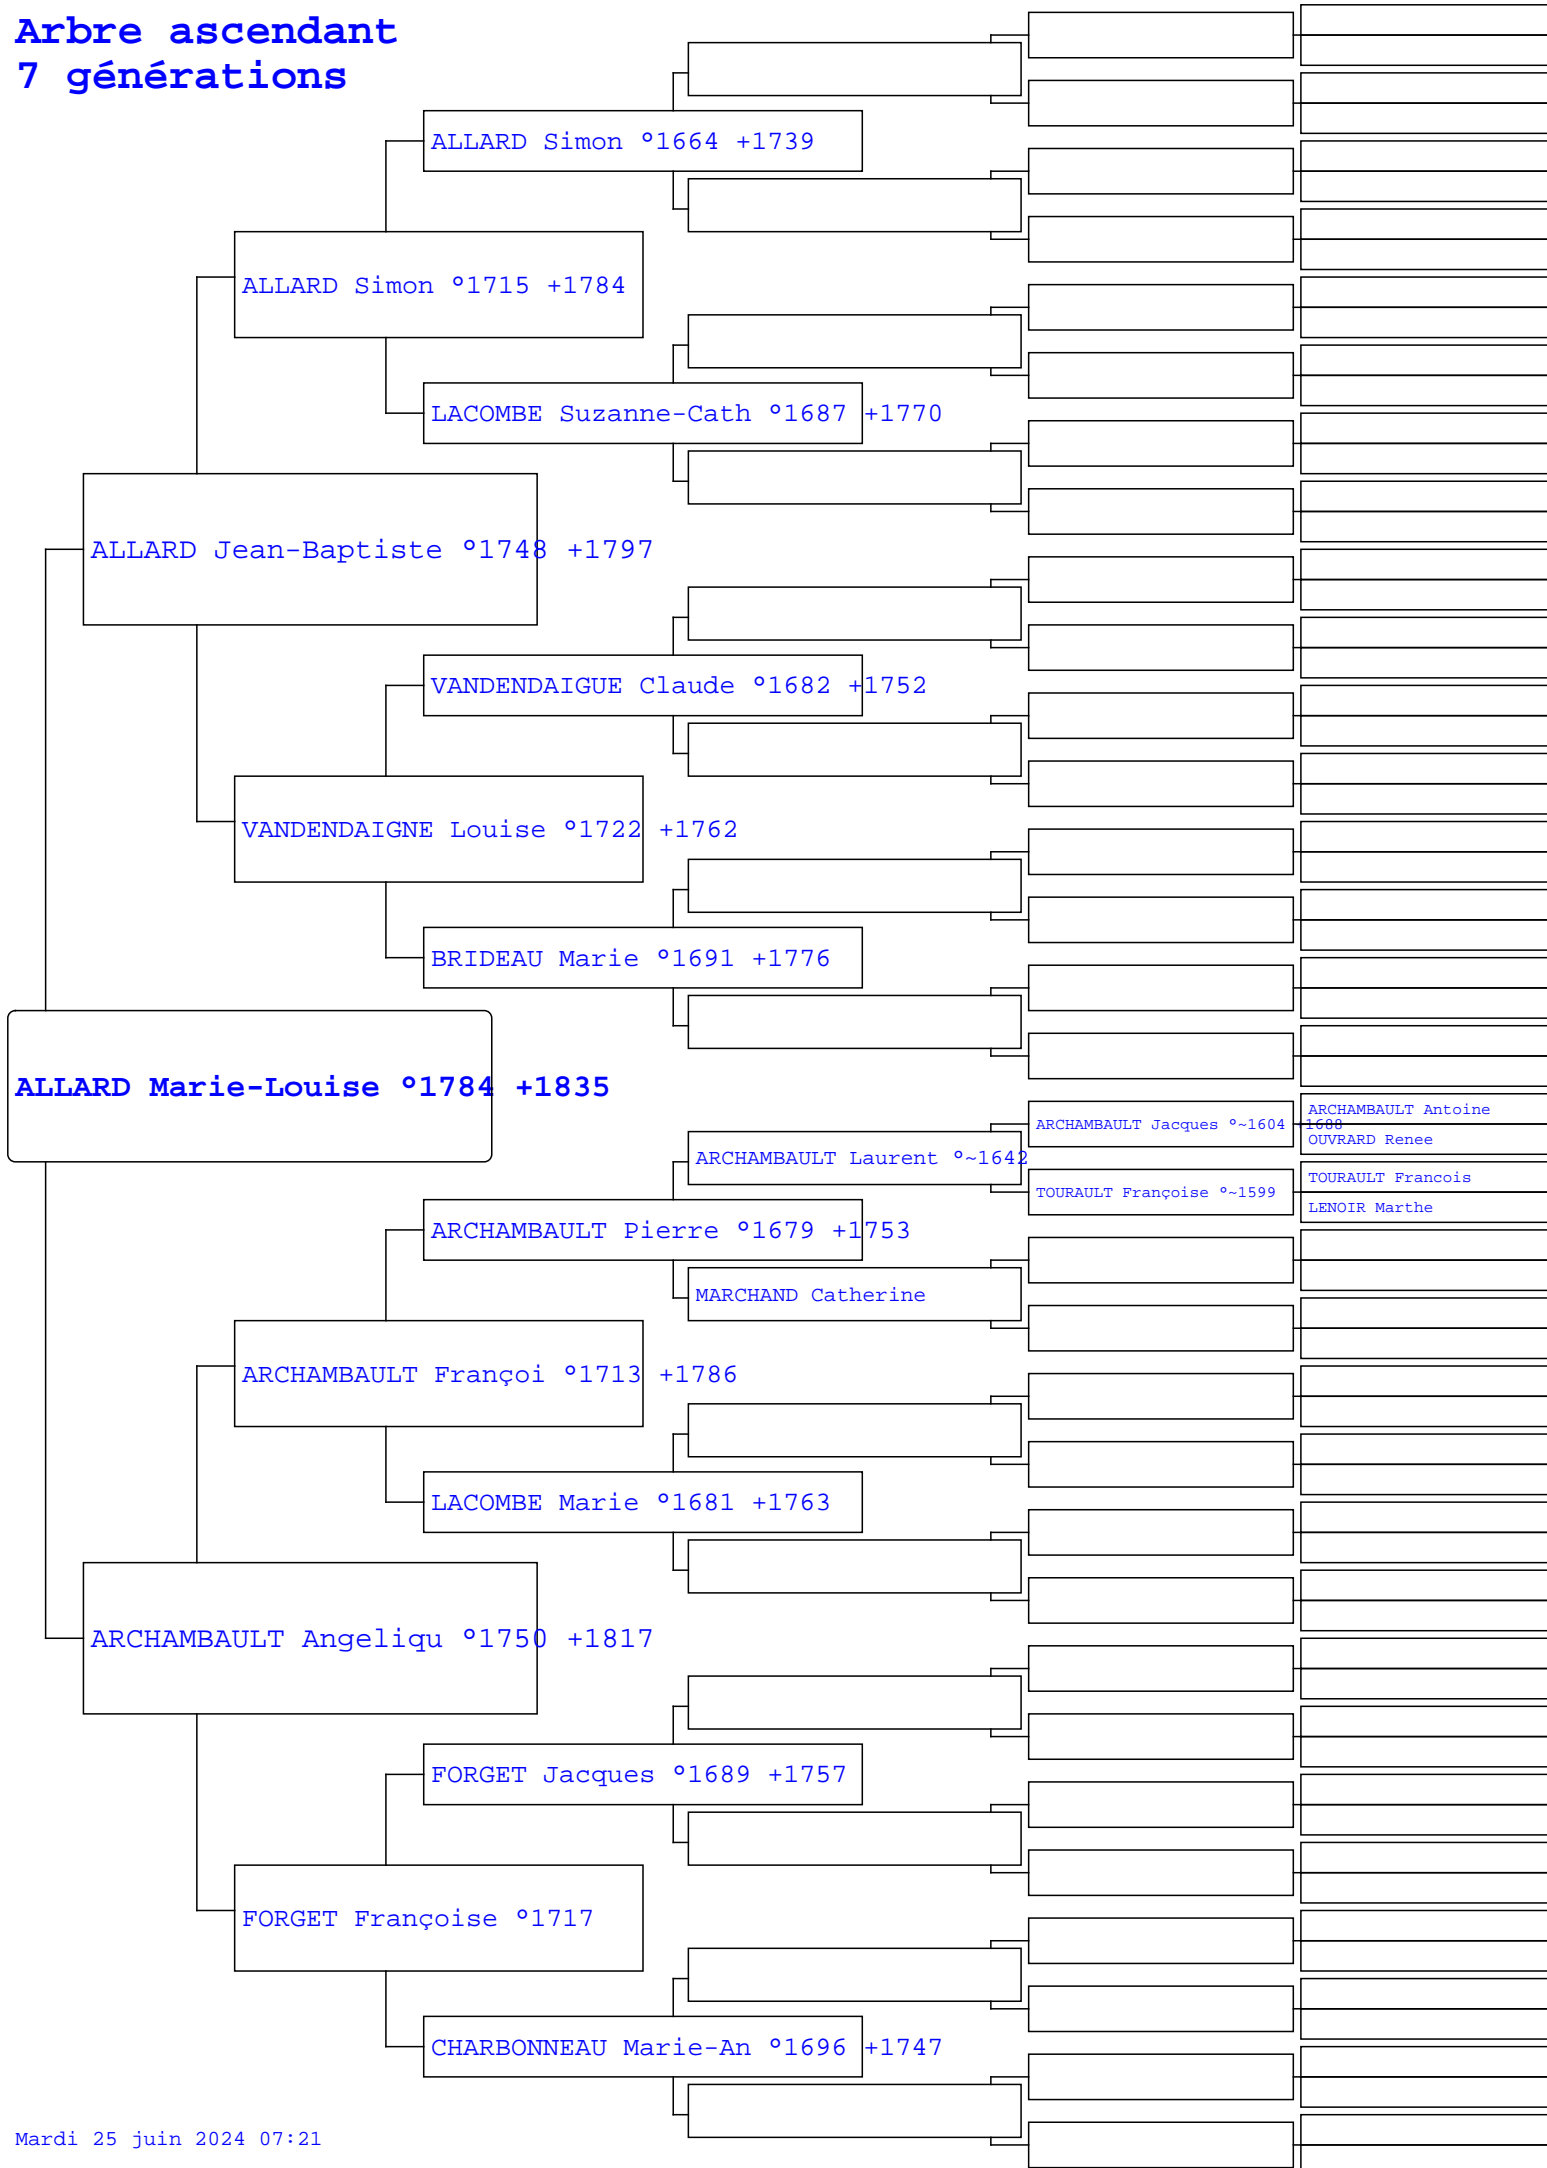 Arbre ascendant
7 générations
ALLARD Simon °1664 +1739
ALLARD Simon °1715 +1784
LACOMBE Suzanne-Cath °1687 +1770
ALLARD Jean-Baptiste °1748 +1797
VANDENDAIGUE Claude °1682 +1752
VANDENDAIGNE Louise °1722 +1762
BRIDEAU Marie °1691 +1776
ALLARD Marie-Louise °1784 +1835
ARCHAMBAULT Antoine
ARCHAMBAULT Jacques °~1604 +1688
OUVRARD Renee
ARCHAMBAULT Laurent °~1642
TOURAULT Francois
TOURAULT Françoise °~1599
LENOIR Marthe
ARCHAMBAULT Pierre °1679 +1753
MARCHAND Catherine
ARCHAMBAULT Françoi °1713 +1786
LACOMBE Marie °1681 +1763
ARCHAMBAULT Angeliqu °1750 +1817
FORGET Jacques °1689 +1757
FORGET Françoise °1717
CHARBONNEAU Marie-An °1696 +1747
Mardi 25 juin 2024 07:21